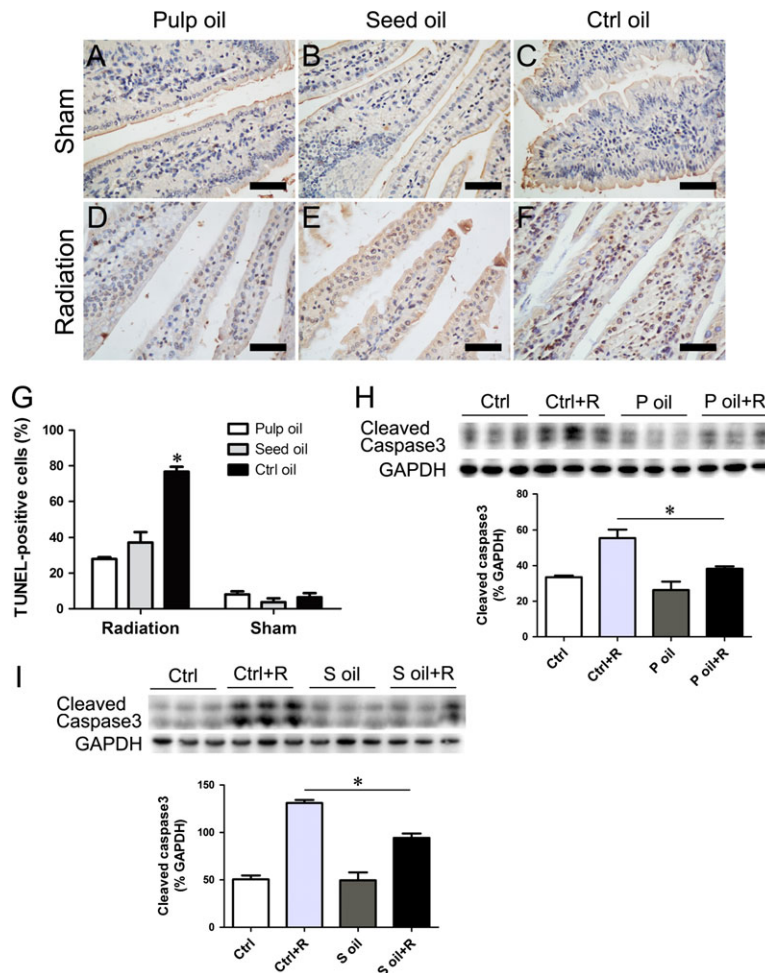 Pulp oil Seed oil Ctrl oil
Sham
A B C
Radiation
D E F
G
TUNEL-positive cells (%)
100
80
60
40
20
0
*
Pulp oil
Seed oil
Ctrl oil
Radiation Sham
H
Ctrl Ctrl+R P oil P oil+R
Cleaved
Caspase3
GAPDH
Cleaved caspase3
(% GAPDH)
80
60
40
20
0
*
Ctrl Ctrl+R P oil P oil+R
I
Ctrl Ctrl+R S oil S oil+R
Cleaved
Caspase3
GAPDH
Cleaved caspase3
(% GAPDH)
150
100
50
0
*
Ctrl Ctrl+R S oil S oil+R